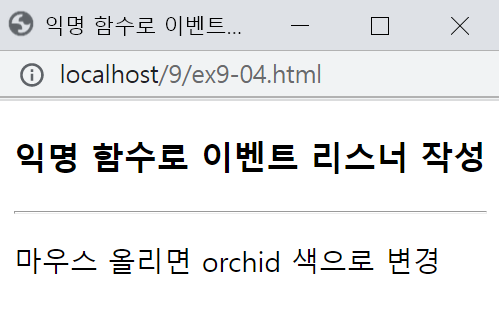 익명 함수로 이벤트...
localhost/9/ex9-04.html
익명 함수로 이벤트 리스너 작성
마우스 올리면 orchid 색으로 변경